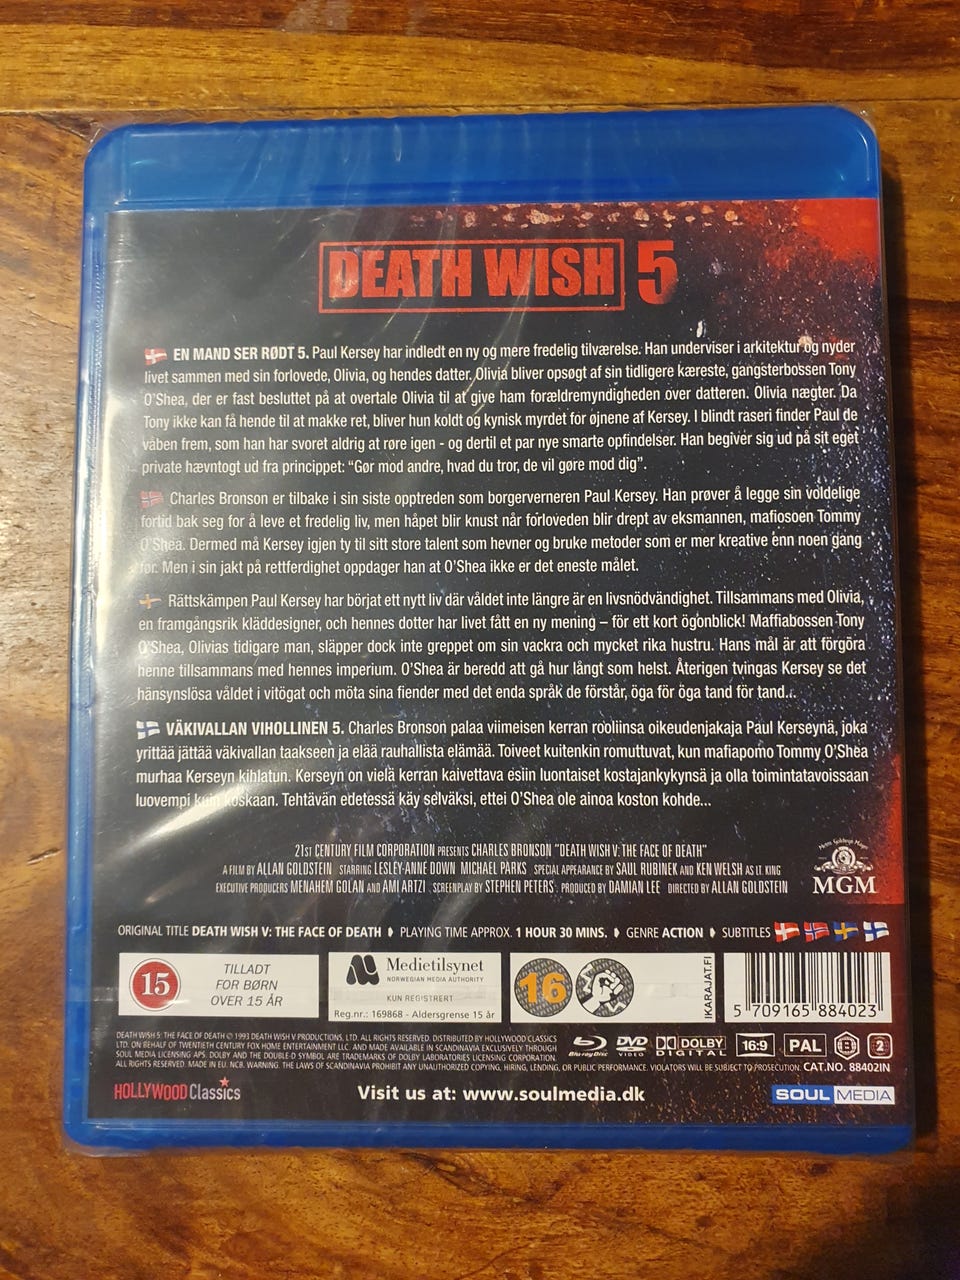 DEATH WISH 5
EN MAND SER RØDT 5. Paul Kersey har indledt en ny og mere fredelig tilværelse. Han underviser i arkitektur og nyder
livet sammen med sin forlovede, Olivia, og hendes datter. Olivia bliver opsøgt af sin tidligere kæreste, gangsterbossen Tony
O'Shea, der er fast besluttet på at overtale Olivia til at give ham forældremyndigheden over datteren. Olivia nægter. Da
Tony ikke kan få hende til at makke ret, bliver hun koldt og kynisk myrdet for øjnene af Kersey. I blindt raseri finder Paul de
våben frem, som han har svoret aldrig at røre igen - og dertil et par nye smarte opfindelser. Han begiver sig ud på sit eget
private hævntogt ud fra princippet: "Gør mod andre, hvad du tror, de vil gøre mod dig".
Charles Bronson er tilbake i sin siste opptreden som borgerverneren Paul Kersey. Han prøver å legge sin voldelige
fortid bak seg for å leve et fredelig liv, men håpet blir knust når forloveden blir drept av eksmannen, mafiosoen Tommy
O'Shea. Dermed må Kersey igjen ty til sitt store talent som hevner og bruke metoder som er mer kreative enn noen gang
før. Men i sin jakt på rettferdighet oppdager han at O'Shea ikke er det eneste målet.
Rättskämpen Paul Kersey har börjat ett nytt liv där våldet inte längre är en livsnödvändighet. Tillsammans med Olivia,
en framgångsrik kläddesigner, och hennes dotter har livet fått en ny mening – för ett kort ögonblick! Maffiabossen Tony
O'Shea, Olivias tidigare man, släpper dock inte greppet om sin vackra och mycket rika hustru. Hans mål är att förgöra
henne tillsammans med hennes imperium. O'Shea är beredd att gå hur långt som helst. Återigen tvingas Kersey se det
hänsynslösa våldet i vitögat och möta sina fiender med det enda språk de förstår, öga för öga tand för tand...
VÄKIVALLAN VIHOLLINEN 5. Charles Bronson palaa viimeisen kerran rooliinsa oikeudenjakaja Paul Kerseynä, joka
yrittää jättää väkivallan taakseen ja elää rauhallista elämää. Toiveet kuitenkin romuttuvat, kun mafiapomo Tommy O'Shea
murhaa Kerseyn kihlatun. Kerseyn on vielä kerran kaivettava esiin luontaiset kostajankykynsä ja olla toimintatavoissaan
luovempi kuin koskaan. Tehtävän edetessä käy selväksi, ettei O'Shea ole ainoa koston kohde...
21ST CENTURY FILM CORPORATION PRESENTS CHARLES BRONSON "DEATH WISH V: THE FACE OF DEATH"
A FILM BY ALLAN GOLDSTEIN STARRING LESLEY-ANNE DOWN MICHAEL PARKS SPECIAL APPEARANCE BY SAUL RUBINEK AND KEN WELSH AS LT. KING
EXECUTIVE PRODUCERS MENAHEM GOLAN AND AMI ARTZI SCREENPLAY BY STEPHEN PETERS PRODUCED BY DAMIAN LEE DIRECTED BY ALLAN GOLDSTEIN
MGM
ORIGINAL TITLE DEATH WISH V: THE FACE OF DEATH PLAYING TIME APPROX. 1 HOUR 30 MINS. GENRE ACTION SUBTITLES
15
TILLADT
FOR BØRN
OVER 15 ÅR
Medietilsynet
NORWEGIAN MEDIA AUTHORITY
KUN REGISTRERT
Reg.nr.: 169868 - Aldersgrense 15 år
16
IKARAJAT.FI
5 709165 884023
DEATH WISH 5: THE FACE OF DEATH © 1993 DEATH WISH V PRODUCTIONS, LTD. ALL RIGHTS RESERVED. DISTRIBUTED BY HOLLYWOOD CLASSICS
LTD. ON BEHALF OF TWENTIETH CENTURY FOX HOME ENTERTAINMENT LLC. AND MADE AVAILABLE IN SCANDINAVIA EXCLUSIVELY THROUGH
SOUL MEDIA LICENSING APS. DOLBY AND THE DOUBLE-D SYMBOL ARE TRADEMARKS OF DOLBY LABORATORIES LICENSING CORPORATION.
ALL RIGHTS RESERVED. MADE IN EU. NCB. WARNING. THE LAWS OF SCANDINAVIA PROHIBIT ANY UNAUTHORIZED COPYING, HIRING, LENDING, OR PUBLIC PERFORMANCE. VIOLATORS WILL BE SUBJECT TO PROSECUTION. CAT.NO. 88402IN
Blu-ray Disc DVD VIDEO DOLBY DIGITAL 16:9 PAL B 2
HOLLYWOOD Classics
Visit us at: www.soulmedia.dk
SOUL MEDIA